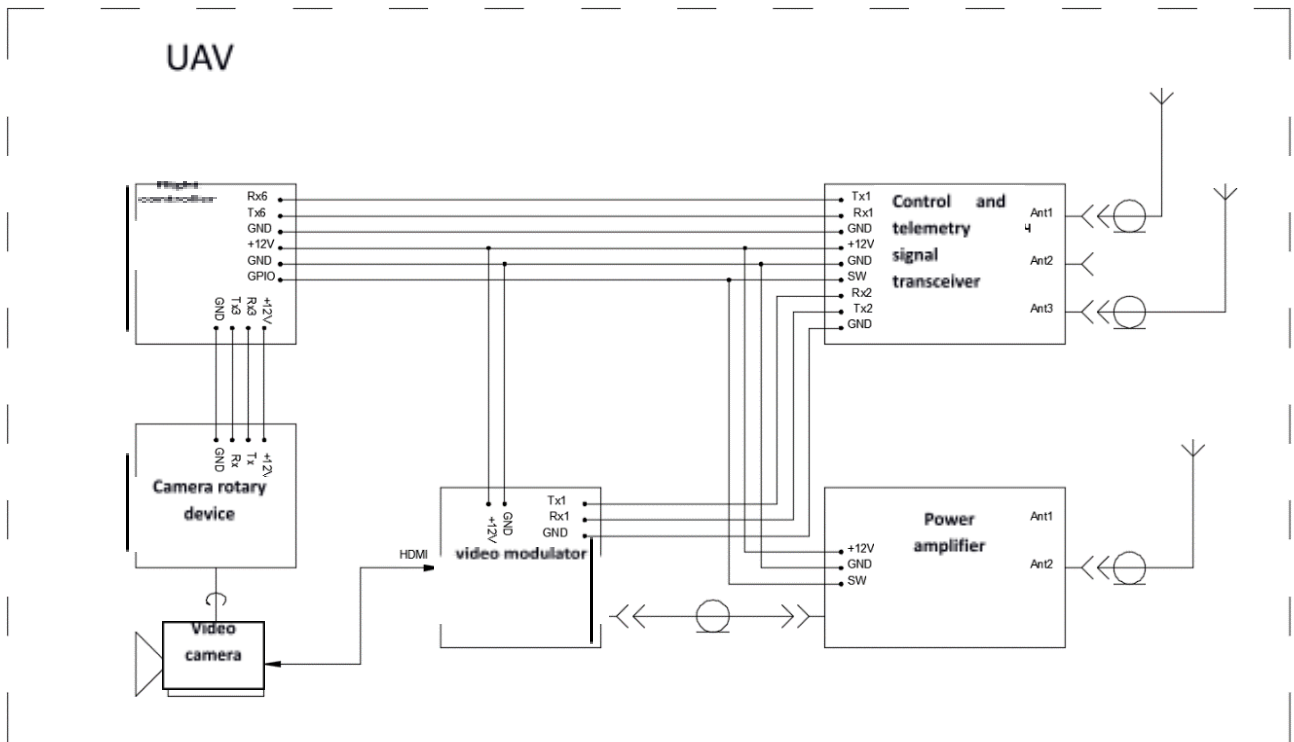 UAV
controller
Rx6
Tx6
GND
+12V
GND
GPIO
GND
Tx3
Rx3
+12V
Tx1
Rx1
GND
+12V
GND
SW
Rx2
Tx2
GND
Control and
telemetry
signal
transceiver
Ant1
Ant2
Ant3
GND
Rx
Tx
+12V
Camera rotary
device
Tx1
Rx1
GND
+12V
GND
video modulator
HDMI
Power
amplifier
+12V
GND
SW
Ant1
Ant2
Video
camera